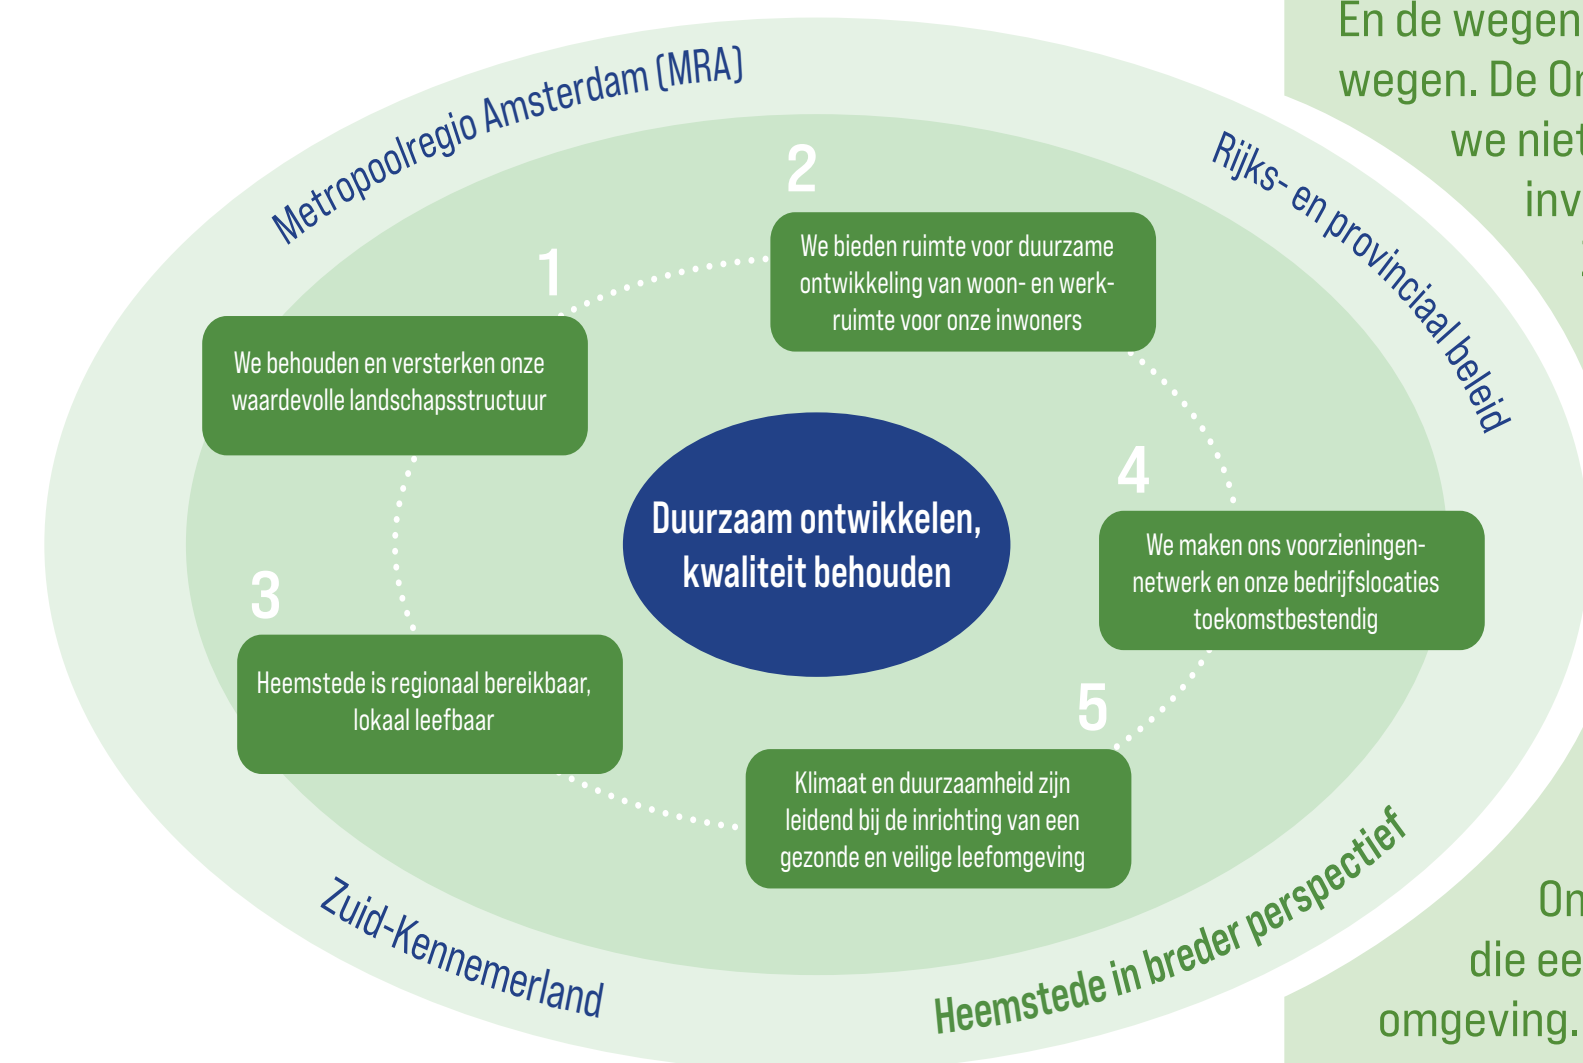 Metropoolregio Amsterdam (MRA)
Rijks- en provinciaal beleid
1
We behouden en versterken onze
waardevolle landschapsstructuur
2
We bieden ruimte voor duurzame
ontwikkeling van woon- en werk-
ruimte voor onze inwoners
Duurzaam ontwikkelen,
kwaliteit behouden
3
Heemstede is regionaal bereikbaar,
lokaal leefbaar
4
We maken ons voorzieningen-
netwerk en onze bedrijfslocaties
toekomstbestendig
5
Klimaat en duurzaamheid zijn
leidend bij de inrichting van een
gezonde en veilige leefomgeving
Zuid-Kennemerland
Heemstede in breder perspectief
En de wegen
wegen. De
we niet
die
omgeving.